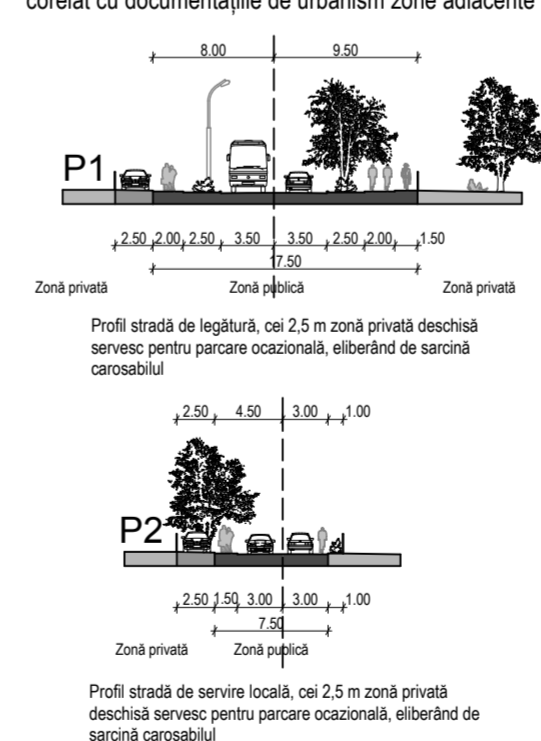 corelat cu documentațiile de urbanism zone adiacente
8.00 9.50
P1
2.50 2.00 2.50 3.50 3.50 2.50 2.00 1.50
17.50
Zonă privată Zonă publică Zonă privată
Profil stradă de legătură, cei 2,5 m zonă privată deschisă
servesc pentru parcare ocazională, eliberând de sarcină
carosabilul
2.50 4.50 3.00 1.00
P2
2.50 1.50 3.00 3.00 1.00
7.50
Zonă privată Zonă publică
Profil stradă de servire locală, cei 2,5 m zonă privată
deschisă servesc pentru parcare ocazională, eliberând de
sarcină carosabilul